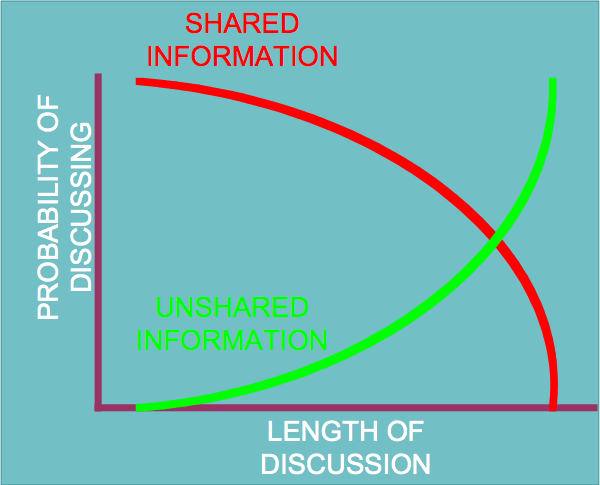 SHARED
INFORMATION
PROBABILITY OF
DISCUSSING
UNSHARED
INFORMATION
LENGTH OF
DISCUSSION